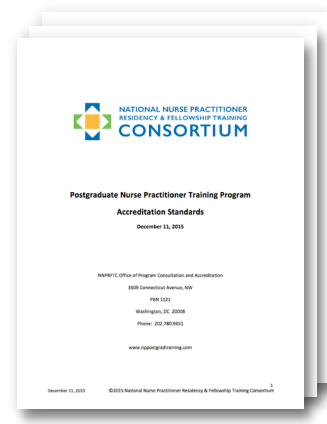 NATIONAL NURSE PRACTITIONER
RESIDENCY & FELLOWSHIP TRAINING
CONSORTIUM
Postgraduate Nurse Practitioner Training Program
Accreditation Standards
December 11, 2015
NNPRFTC Office of Program Consultation and Accreditation
3509 Connecticut Avenue, NW
PBN 1121
Washington, DC 20008
Phone: 202.780.9651
www.nppostgradtraining.com
1
December 11, 2015 ©2015 National Nurse Practitioner Residency & Fellowship Training Consortium